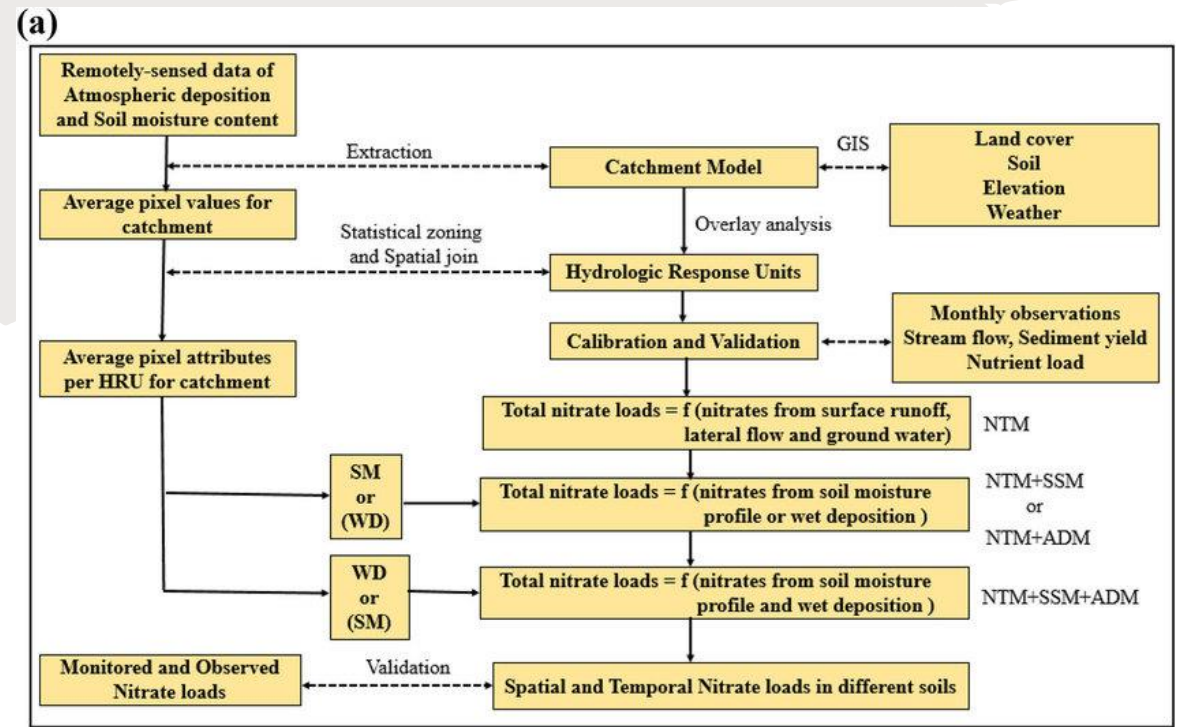 (a)
Remotely-sensed data of
Atmospheric deposition
and Soil moisture content
Extraction
Catchment Model
GIS
Land cover
Soil
Elevation
Weather
Average pixel values for
catchment
Overlay analysis
Statistical zoning
and Spatial join
Hydrologic Response Units
Calibration and Validation
Monthly observations
Stream flow, Sediment yield
Nutrient load
Average pixel attributes
per HRU for catchment
Total nitrate loads = f (nitrates from surface runoff,
lateral flow and ground water)
NTM
SM
or
(WD)
Total nitrate loads = f (nitrates from soil moisture
profile or wet deposition )
NTM+SSM
or
NTM+ADM
WD
or
(SM)
Total nitrate loads = f (nitrates from soil moisture
profile and wet deposition )
NTM+SSM+ADM
Monitored and Observed
Nitrate loads
Validation
Spatial and Temporal Nitrate loads in different soils